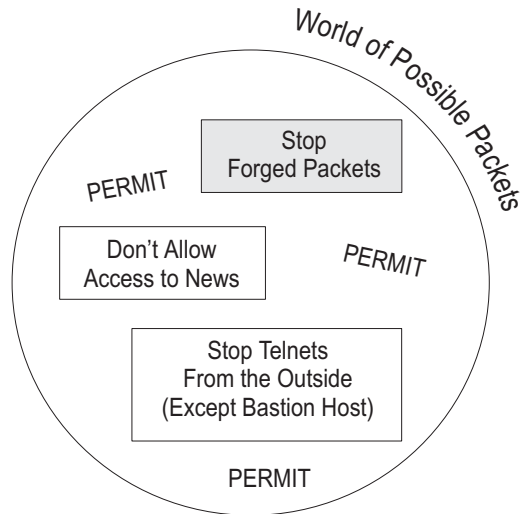 World of Possible Packets
Stop
Forged Packets
PERMIT
Don’t Allow
Access to News
PERMIT
Stop Telnets
From the Outside
(Except Bastion Host)
PERMIT